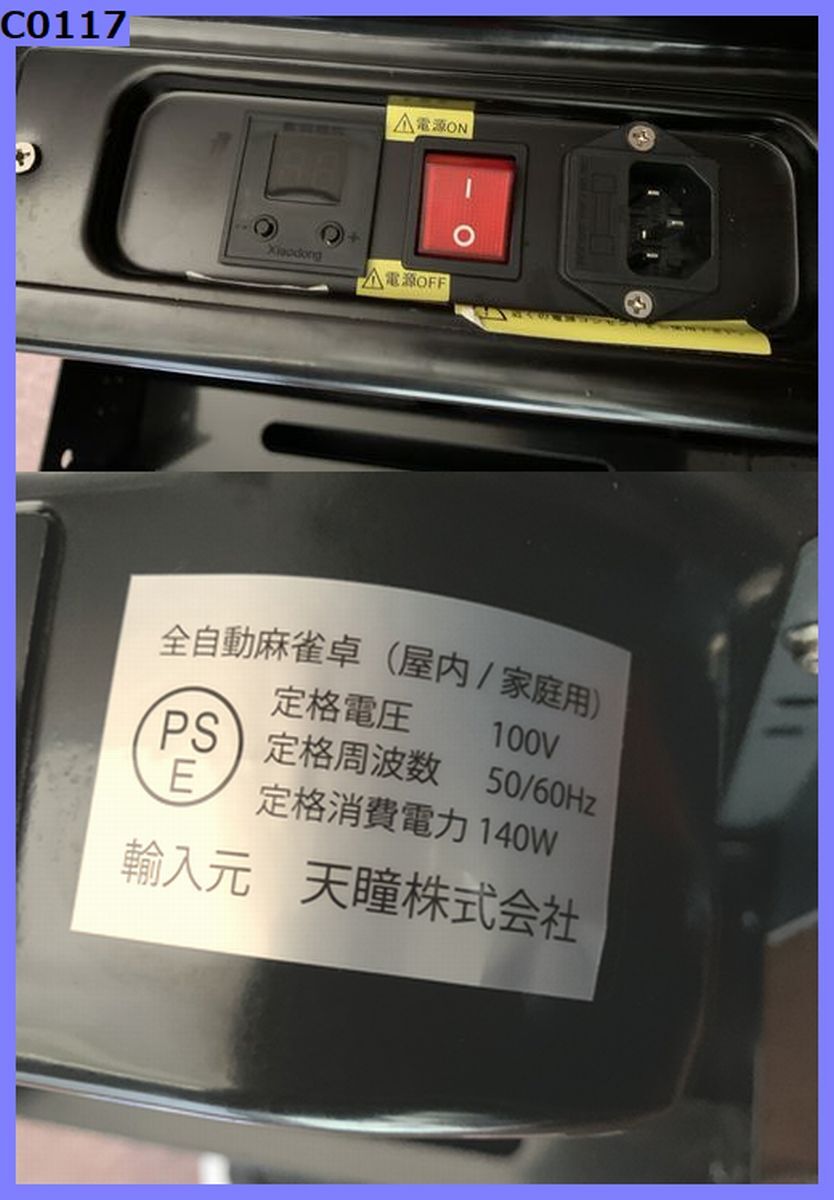 C0117
電源ON
I
O
- +
Xiaodong
電源OFF
全自動麻雀卓（屋内/家庭用）
PS
E
定格電圧 100V
定格周波数 50/60Hz
定格消費電力 140W
輸入元 天瞳株式会社